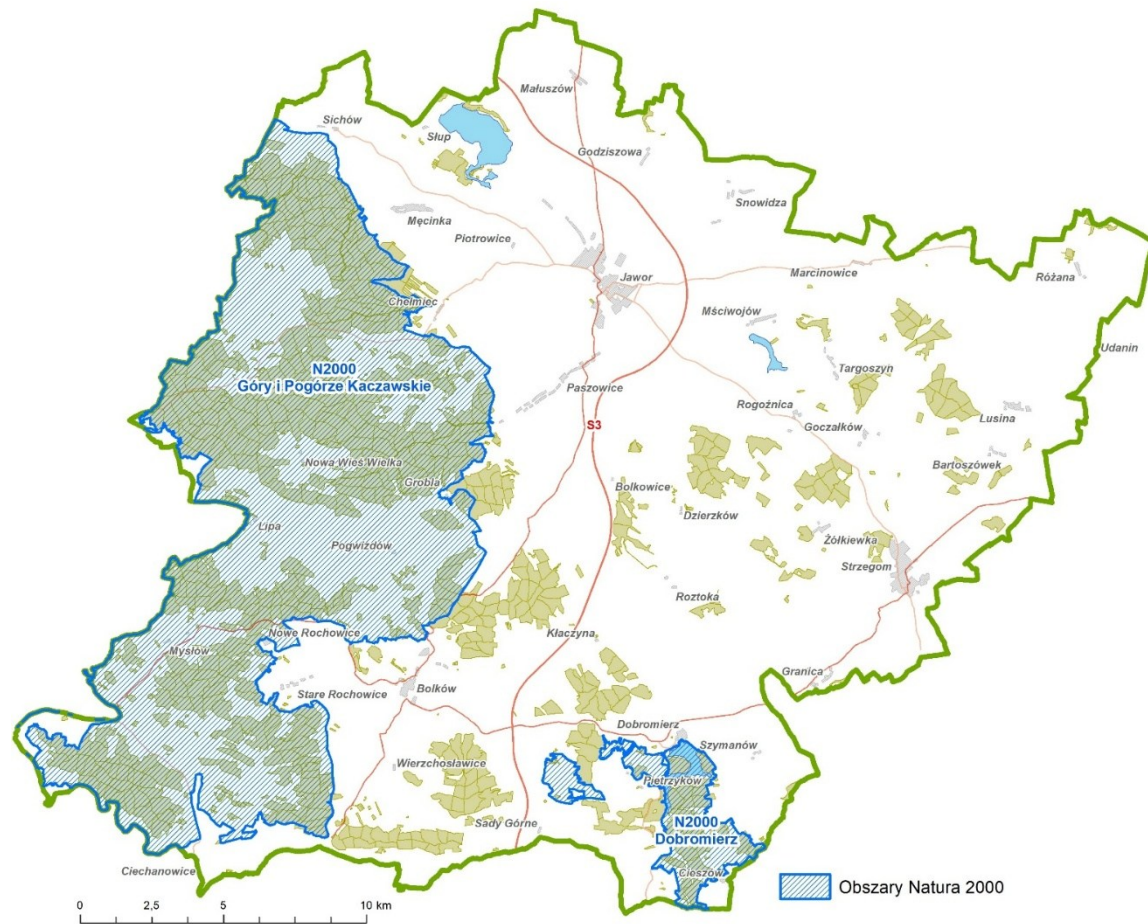 Małuszów
Sichów
Słup
Godziszowa
Snowidza
Męcinka
Piotrowice
Jawor
Marcinowice
Różana
Chełmiec
Mściwojów
Udanin
N2000
Góry i Pogórze Kaczawskie
Paszowice
Targoszyn
Rogoźnica
Lusina
S3
Goczałków
Nowa Wieś Wielka
Bartoszówek
Grobla
Bolkowice
Dzierzków
Lipa
Pogwizdów
Żółkiewka
Strzegom
Roztoka
Nowe Rochowice
Kłaczyna
Mysłów
Granica
Stare Rochowice
Bolków
Dobromierz
Szymanów
Wierzchosławice
Pietrzyków
Sady Górne
N2000
Dobromierz
Ciechanowice
Cieszów
Obszary Natura 2000
0 2,5 5 10 km